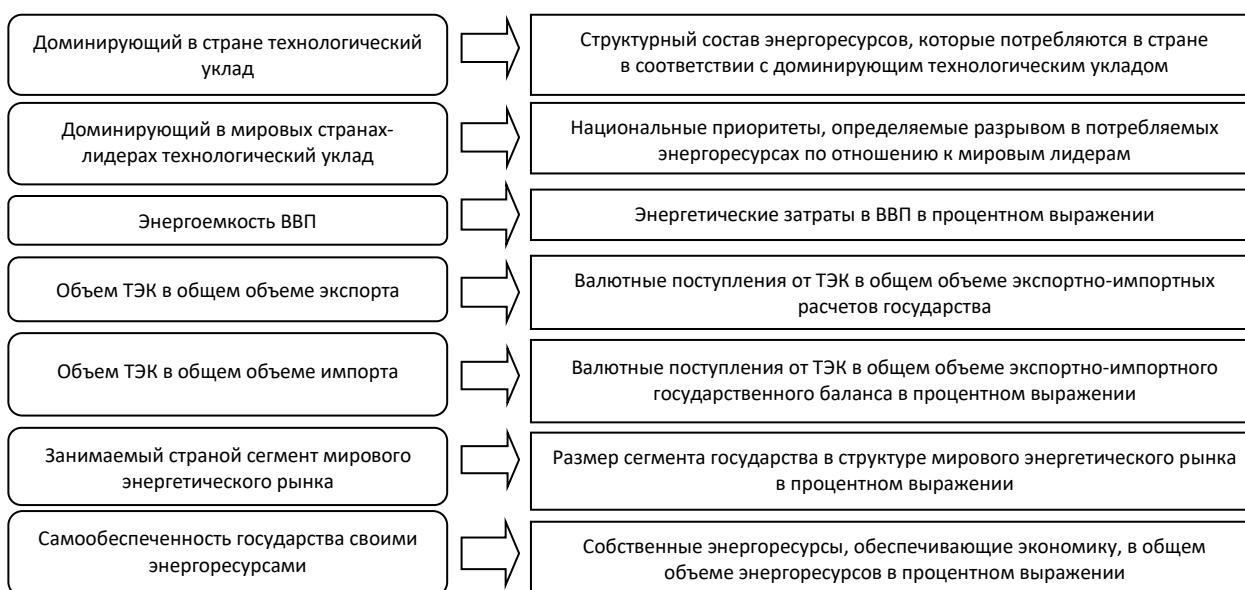 Доминирующий в стране технологический
уклад
Структурный состав энергоресурсов, которые потребляются в стране
в соответствии с доминирующим технологическим укладом
Доминирующий в мировых странах-
лидерах технологический уклад
Национальные приоритеты, определяемые разрывом в потребляемых
энергоресурсах по отношению к мировым лидерам
Энергоемкость ВВП
Энергетические затраты в ВВП в процентном выражении
Объем ТЭК в общем объеме экспорта
Валютные поступления от ТЭК в общем объеме экспортно-импортных
расчетов государства
Объем ТЭК в общем объеме импорта
Валютные поступления от ТЭК в общем объеме экспортно-импортного
государственного баланса в процентном выражении
Занимаемый страной сегмент мирового
энергетического рынка
Размер сегмента государства в структуре мирового энергетического рынка
в процентном выражении
Самообеспеченность государства своими
энергоресурсами
Собственные энергоресурсы, обеспечивающие экономику, в общем
объеме энергоресурсов в процентном выражении